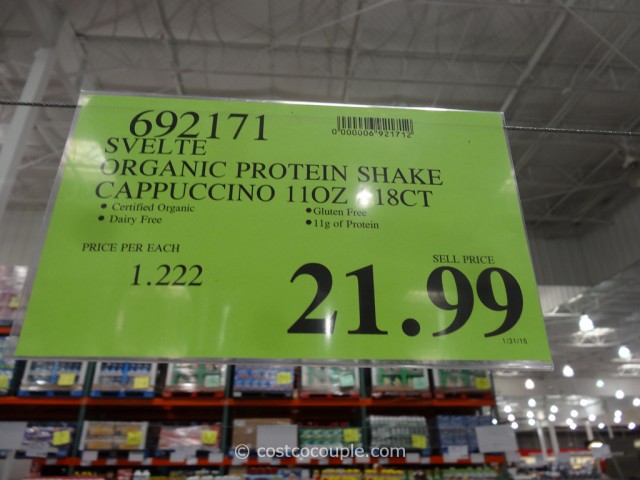 692171
0000006921712
SVELTE
ORGANIC PROTEIN SHAKE
CAPPUCCINO 11OZ 18CT
• Certified Organic
• Gluten Free
• Dairy Free
• 11g of Protein
PRICE PER EACH
1.222
SELL PRICE
21.99
1/31/15
© costcocouple.com